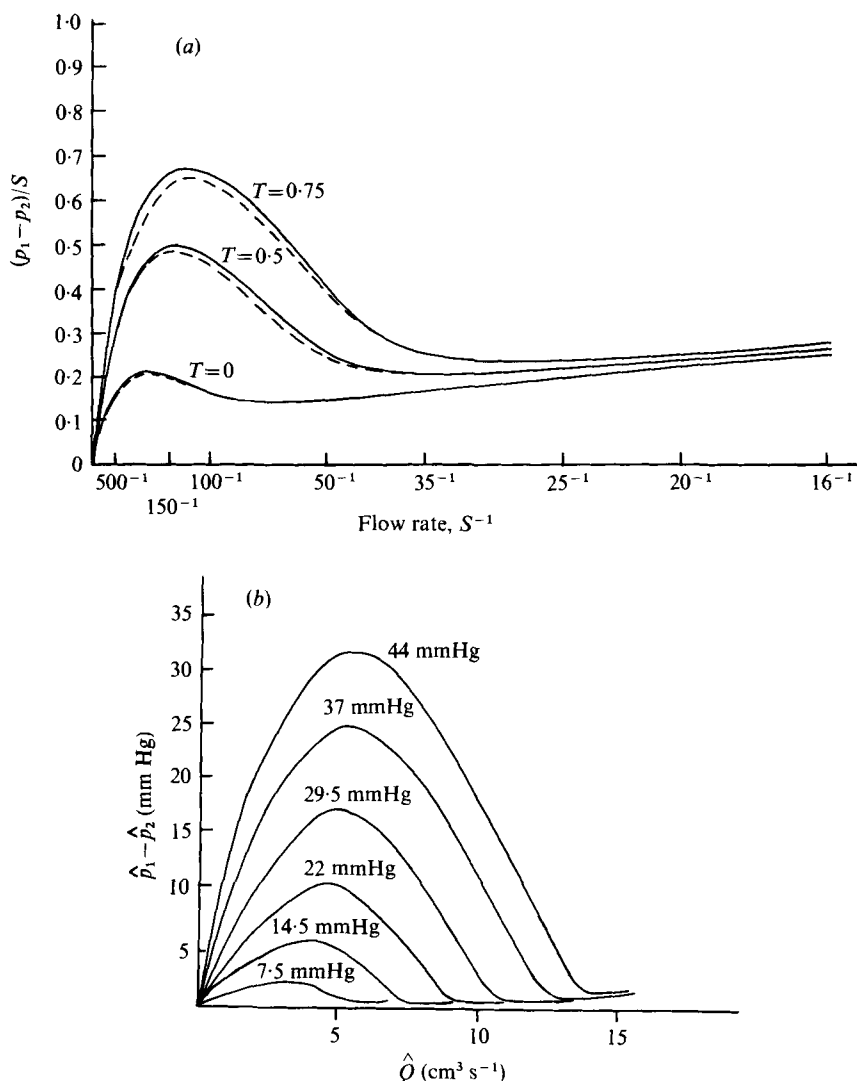 (a)
1·0
0·9
0·8
0·7
0·6
0·5
0·4
0·3
0·2
0·1
0
(p₁−p₂)/S
T=0·75
T=0·5
T=0
500⁻¹
150⁻¹
100⁻¹
50⁻¹
35⁻¹
25⁻¹
20⁻¹
16⁻¹
Flow rate, S⁻¹
(b)
35
30
25
20
15
10
5
p̂₁−p̂₂ (mm Hg)
44 mmHg
37 mmHg
29·5 mmHg
22 mmHg
14·5 mmHg
7·5 mmHg
5
10
15
Q̂ (cm³ s⁻¹)